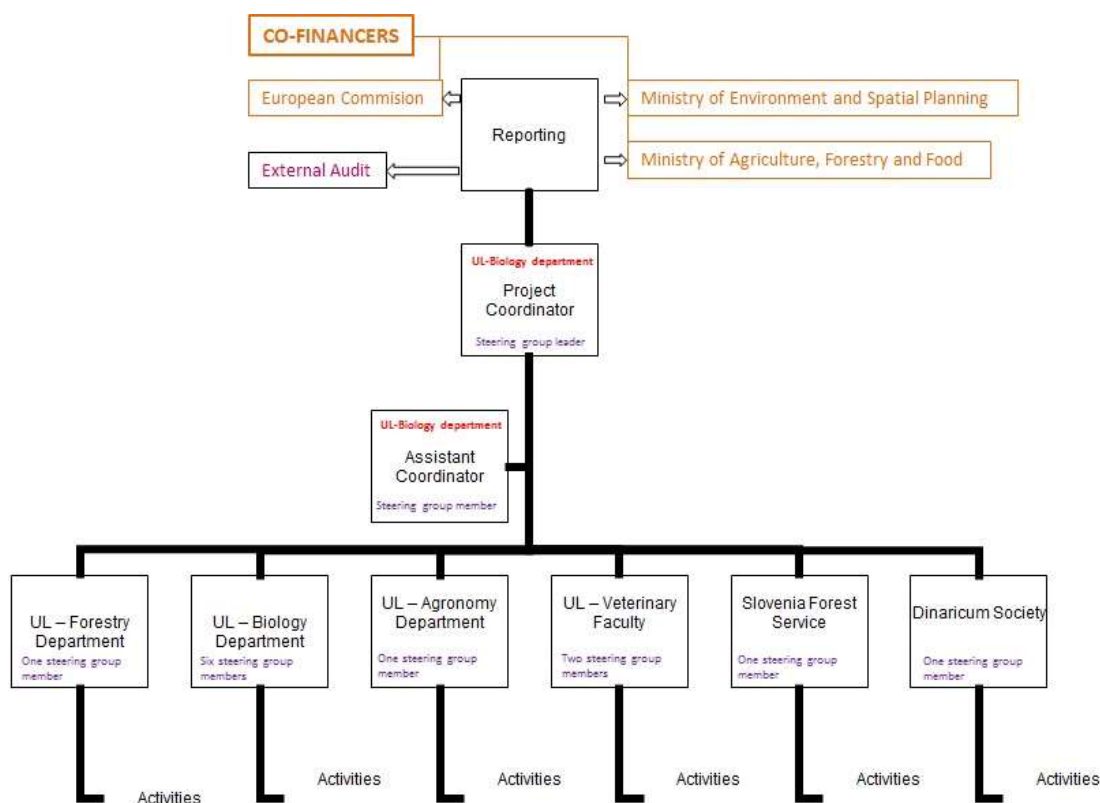 CO-FINANCERS
European Commision
Reporting
Ministry of Environment and Spatial Planning
External Audit
Ministry of Agriculture, Forestry and Food
UL-Biology department
Project
Coordinator
Steering group leader
UL-Biology department
Assistant
Coordinator
Steering group member
UL – Forestry
Department
One steering group
member
UL – Biology
Department
Six steering group
members
UL – Agronomy
Department
One steering group
member
UL – Veterinary
Faculty
Two steering group
members
Slovenia Forest
Service
One steering group
member
Dinaricum Society
One steering group
member
Activities
Activities
Activities
Activities
Activities
Activities